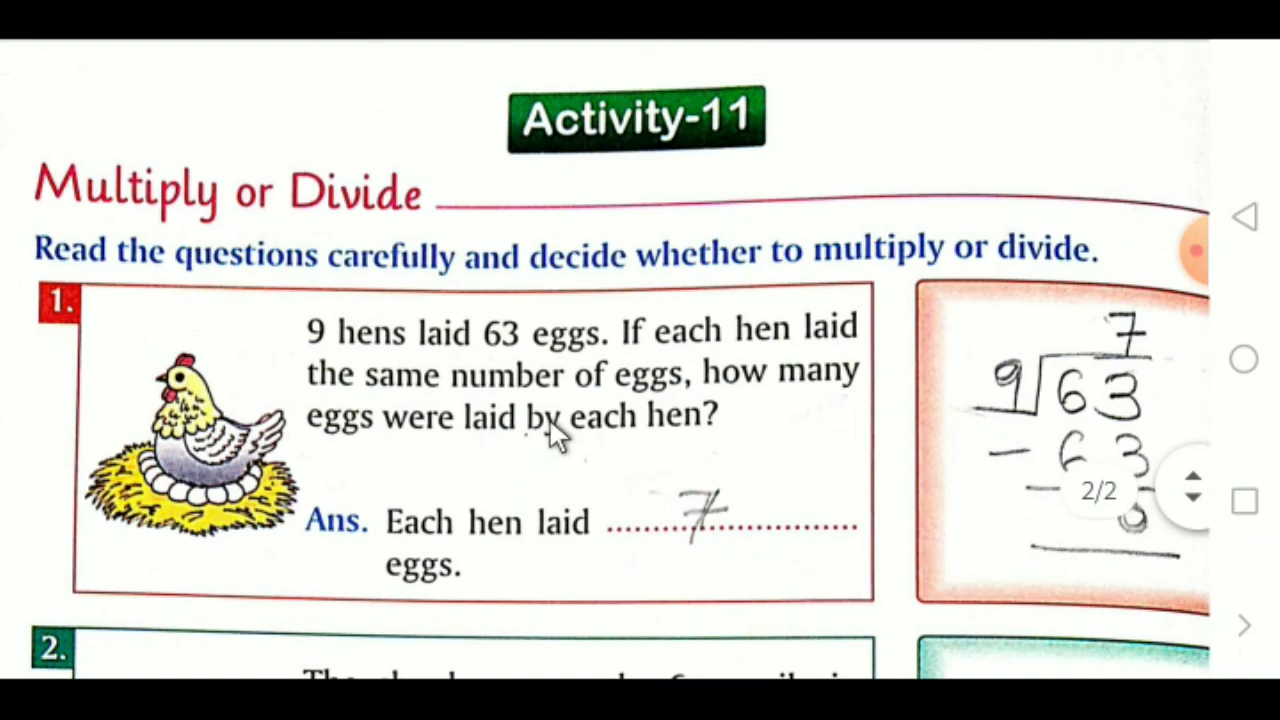 Activity-11
Multiply or Divide
Read the questions carefully and decide whether to multiply or divide.
1.
9 hens laid 63 eggs. If each hen laid
the same number of eggs, how many
eggs were laid by each hen?
Ans. Each hen laid ....7....
eggs.
7
9 63
- 63
0
2/2
2.